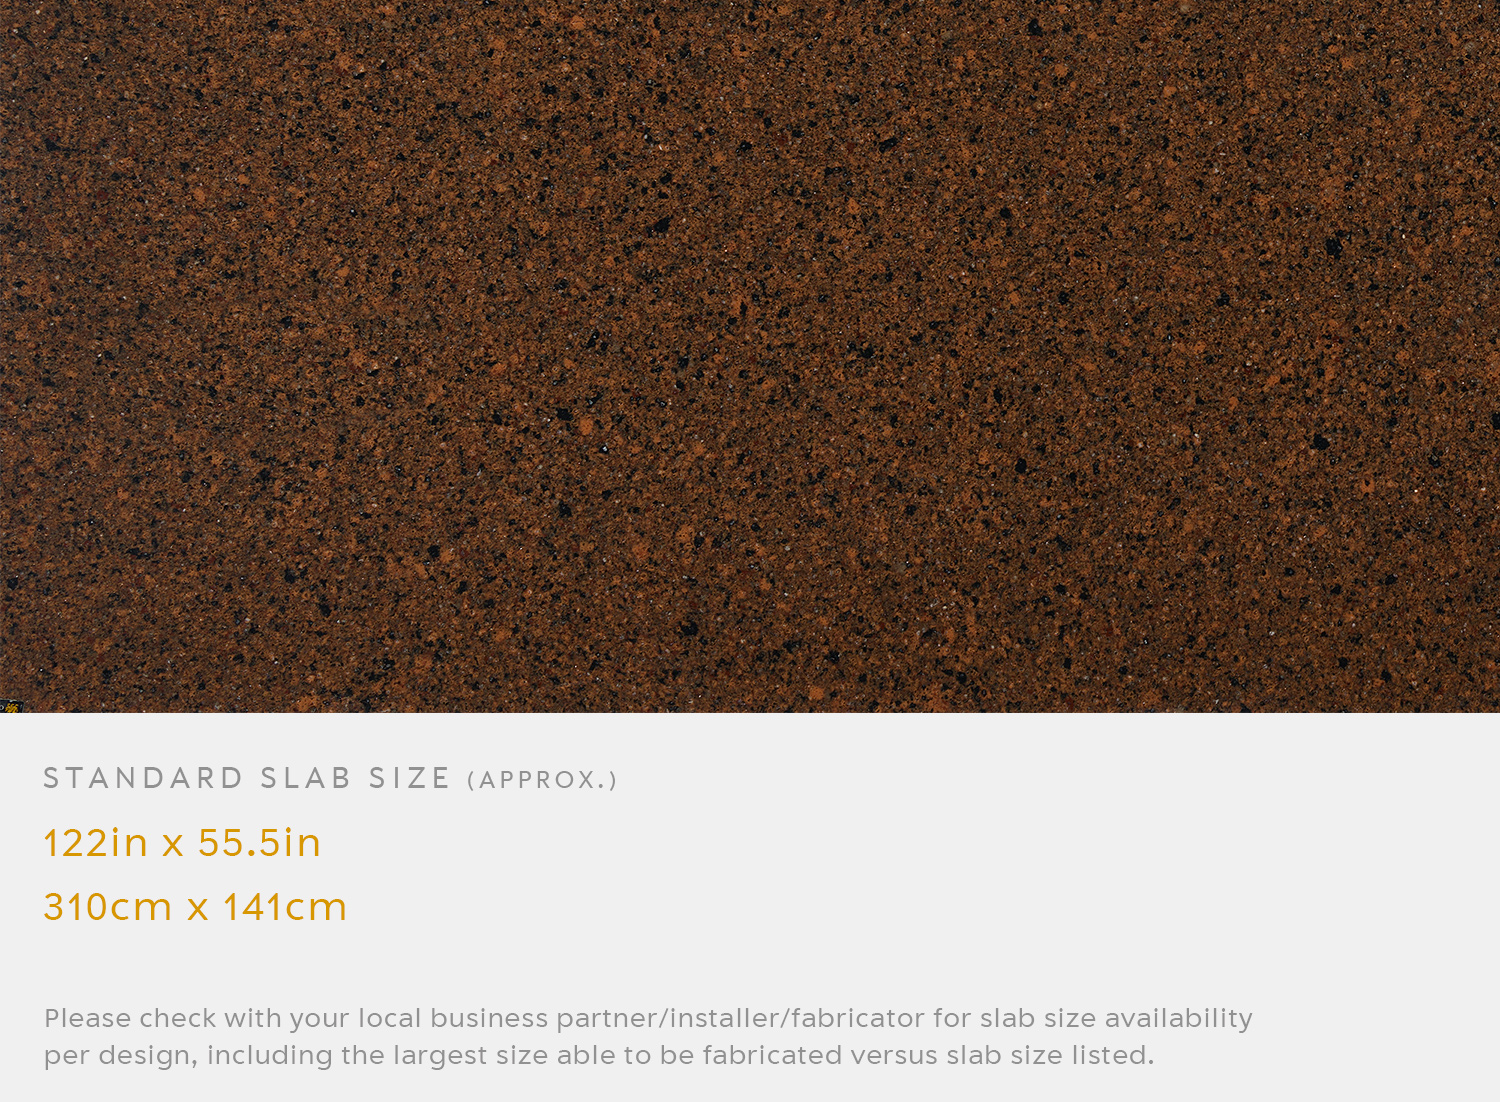 STANDARD SLAB SIZE (APPROX.)
122in x 55.5in
310cm x 141cm
Please check with your local business partner/installer/fabricator for slab size availability
per design, including the largest size able to be fabricated versus slab size listed.